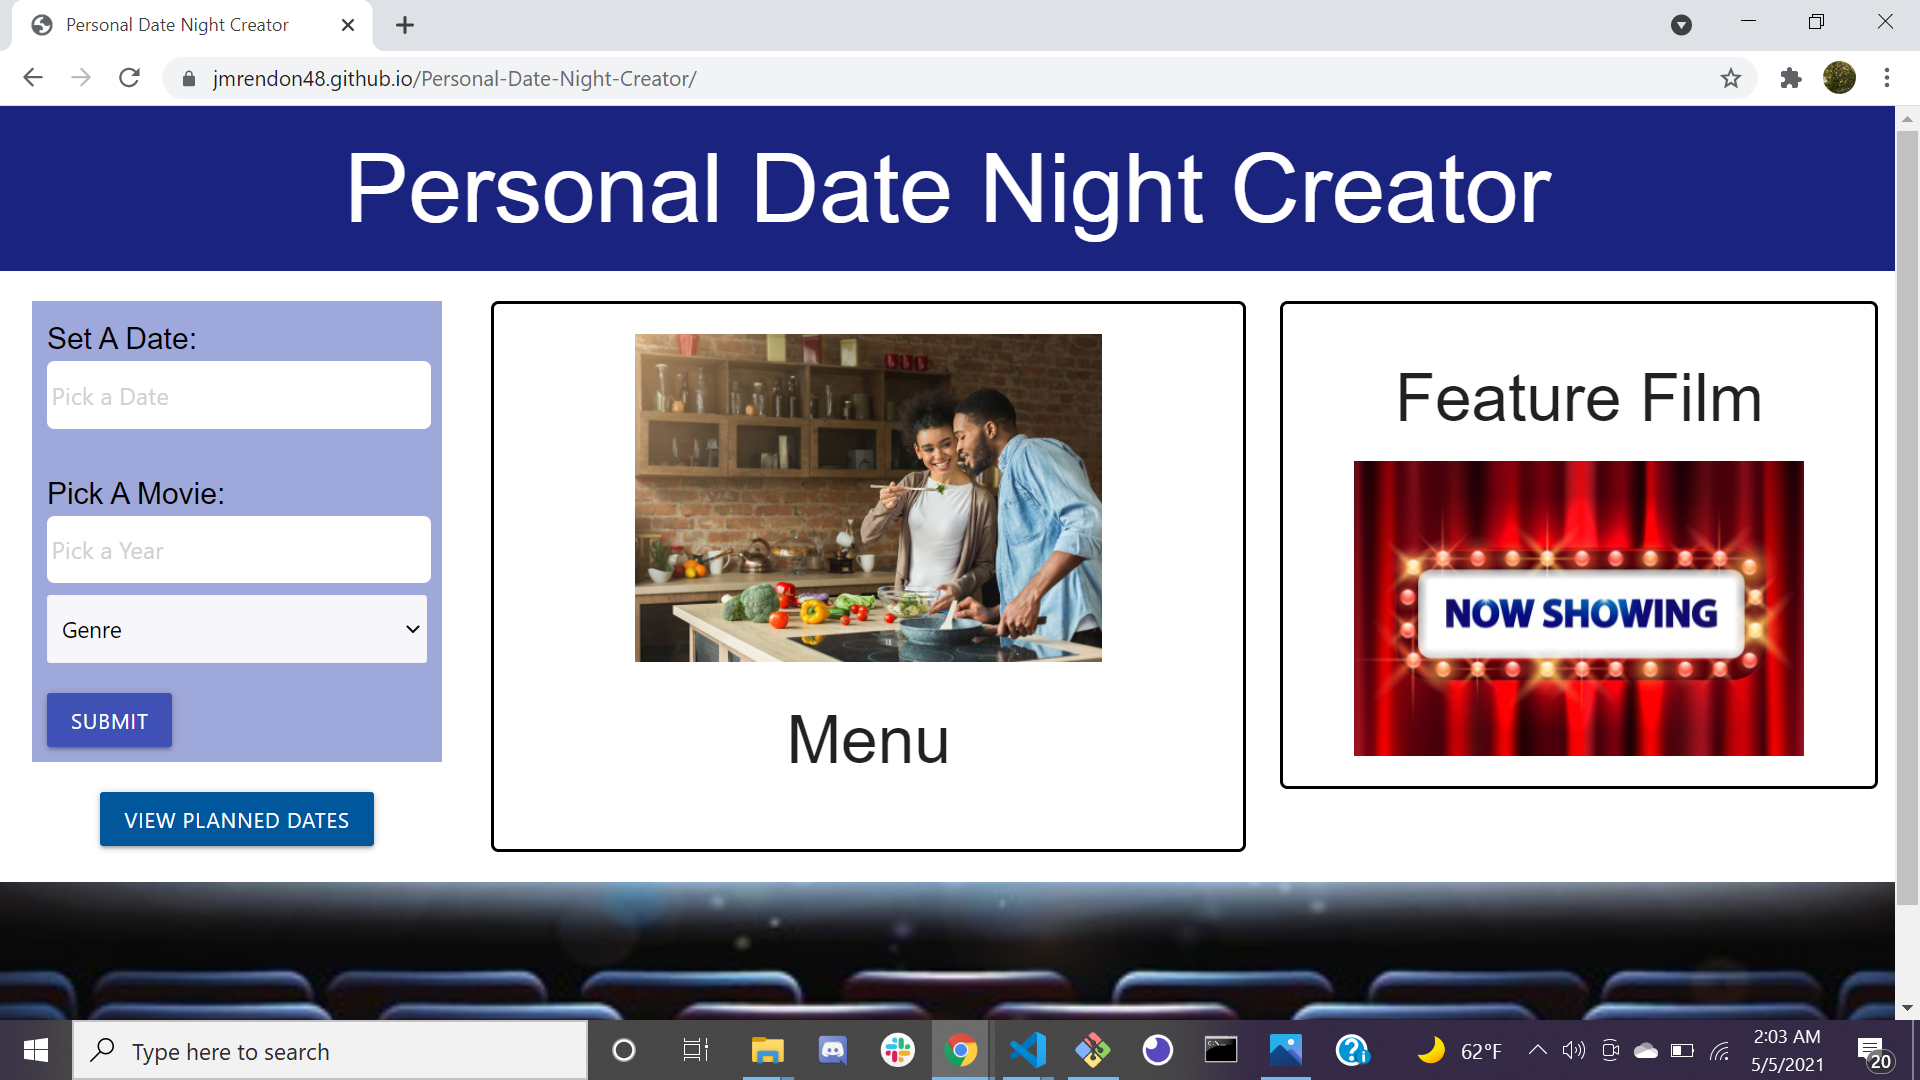 Personal Date Night Creator
jmrendon48.github.io/Personal-Date-Night-Creator/
Personal Date Night Creator
Set A Date:
Pick a Date
Pick A Movie:
Pick a Year
Genre
SUBMIT
VIEW PLANNED DATES
Menu
Feature Film
NOW SHOWING
Type here to search
62°F
2:03 AM
5/5/2021
20